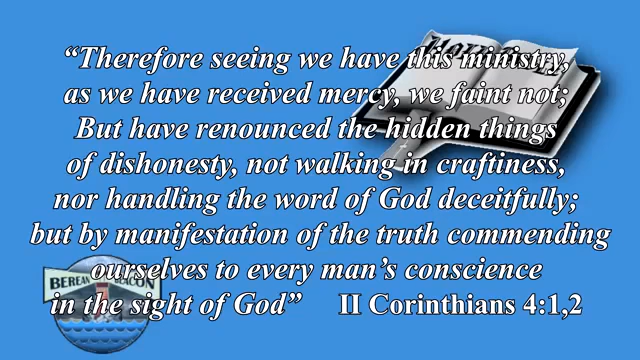 “Therefore seeing we have this ministry,
as we have received mercy, we faint not;
But have renounced the hidden things
of dishonesty, not walking in craftiness,
nor handling the word of God deceitfully;
but by manifestation of the truth commending
ourselves to every man’s conscience
in the sight of God” II Corinthians 4:1,2
BEREAN BEACON